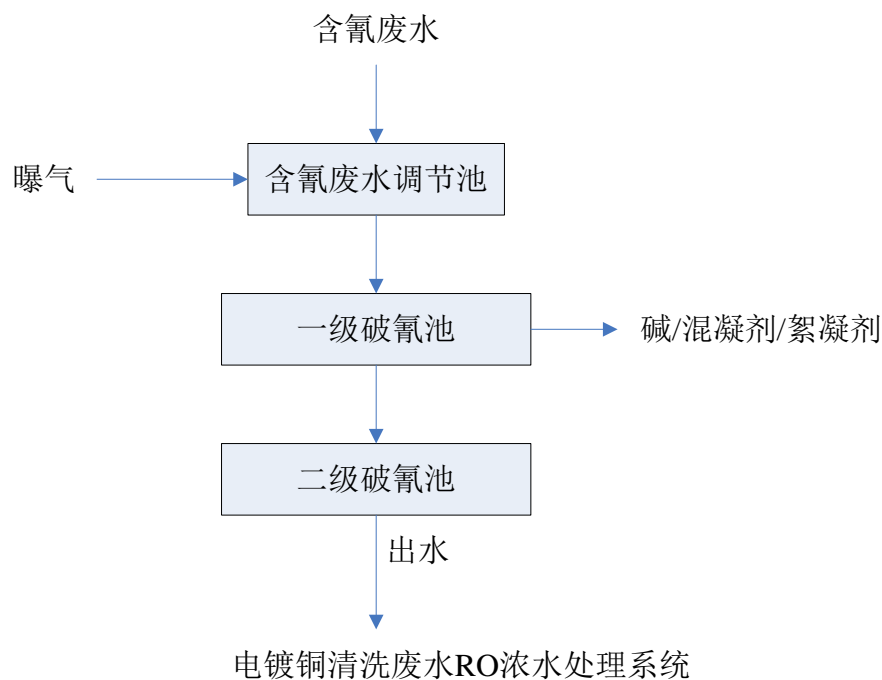 含氰废水
曝气
含氰废水调节池
一级破氰池
碱/混凝剂/絮凝剂
二级破氰池
出水
电镀铜清洗废水RO浓水处理系统